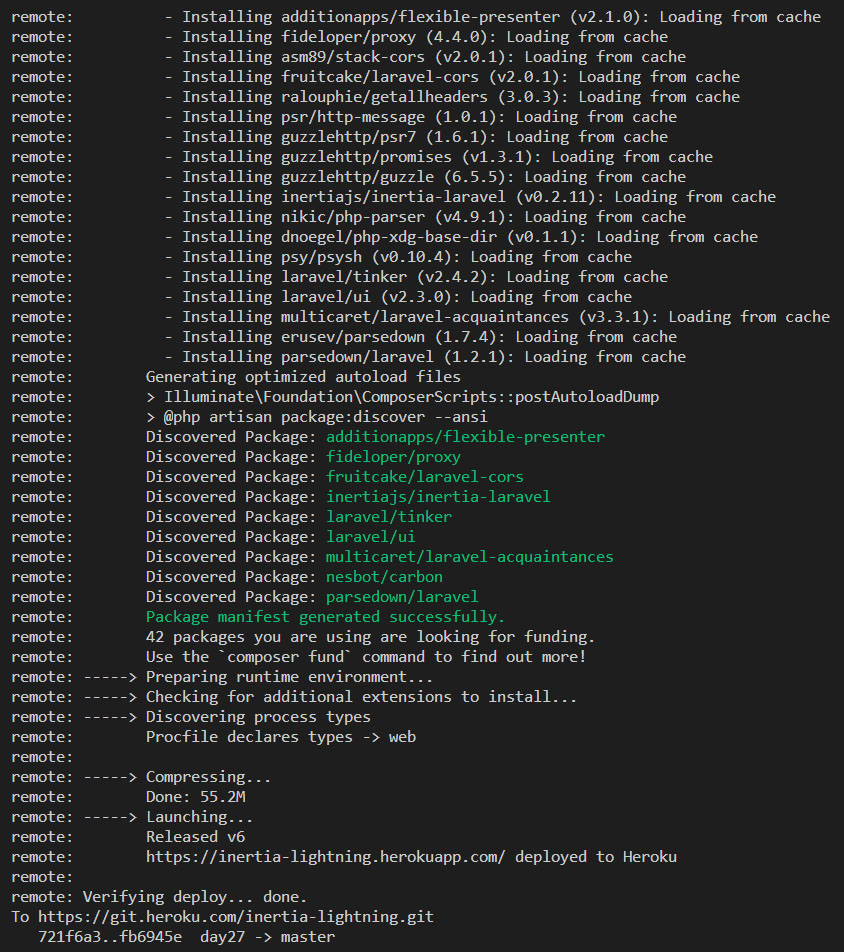 remote:          - Installing additionapps/flexible-presenter (v2.1.0): Loading from cache
remote:          - Installing fideloper/proxy (4.4.0): Loading from cache
remote:          - Installing asm89/stack-cors (v2.0.1): Loading from cache
remote:          - Installing fruitcake/laravel-cors (v2.0.1): Loading from cache
remote:          - Installing ralouphie/getallheaders (3.0.3): Loading from cache
remote:          - Installing psr/http-message (1.0.1): Loading from cache
remote:          - Installing guzzlehttp/psr7 (1.6.1): Loading from cache
remote:          - Installing guzzlehttp/promises (v1.3.1): Loading from cache
remote:          - Installing guzzlehttp/guzzle (6.5.5): Loading from cache
remote:          - Installing inertiajs/inertia-laravel (v0.2.11): Loading from cache
remote:          - Installing nikic/php-parser (v4.9.1): Loading from cache
remote:          - Installing dnoegel/php-xdg-base-dir (v0.1.1): Loading from cache
remote:          - Installing psy/psysh (v0.10.4): Loading from cache
remote:          - Installing laravel/tinker (v2.4.2): Loading from cache
remote:          - Installing laravel/ui (v2.3.0): Loading from cache
remote:          - Installing multicaret/laravel-acquaintances (v3.3.1): Loading from cache
remote:          - Installing erusev/parsedown (1.7.4): Loading from cache
remote:          - Installing parsedown/laravel (1.2.1): Loading from cache
remote:        Generating optimized autoload files
remote:        > Illuminate\Foundation\ComposerScripts::postAutoloadDump
remote:        > @php artisan package:discover --ansi
remote:        Discovered Package: additionapps/flexible-presenter
remote:        Discovered Package: fideloper/proxy
remote:        Discovered Package: fruitcake/laravel-cors
remote:        Discovered Package: inertiajs/inertia-laravel
remote:        Discovered Package: laravel/tinker
remote:        Discovered Package: laravel/ui
remote:        Discovered Package: multicaret/laravel-acquaintances
remote:        Discovered Package: nesbot/carbon
remote:        Discovered Package: parsedown/laravel
remote:        Package manifest generated successfully.
remote:        42 packages you are using are looking for funding.
remote:        Use the `composer fund` command to find out more!
remote: -----> Preparing runtime environment...
remote: -----> Checking for additional extensions to install...
remote: -----> Discovering process types
remote:        Procfile declares types -> web
remote:
remote: -----> Compressing...
remote:        Done: 55.2M
remote: -----> Launching...
remote:        Released v6
remote:        https://inertia-lightning.herokuapp.com/ deployed to Heroku
remote:
remote: Verifying deploy... done.
To https://git.heroku.com/inertia-lightning.git
   721f6a3..fb6945e  day27 -> master